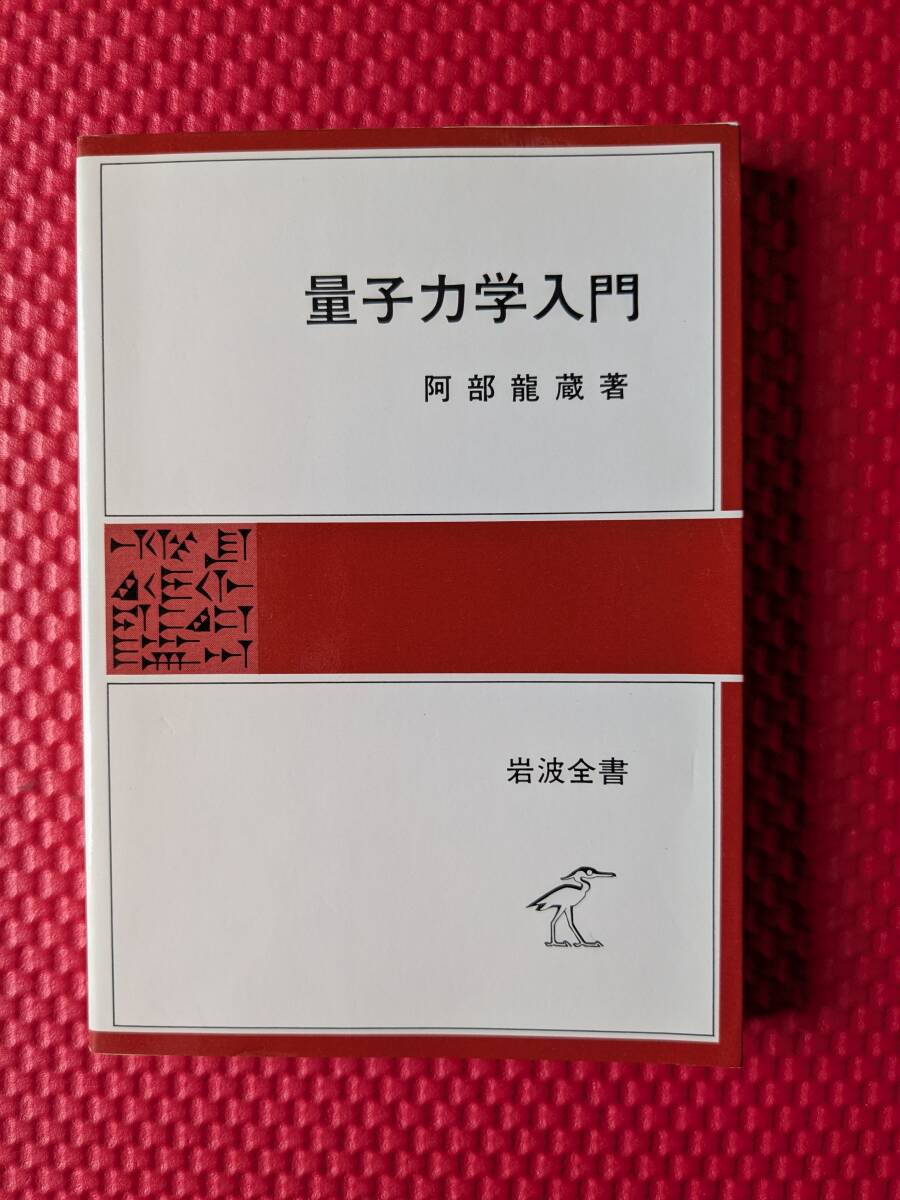 量子力学入門
阿部龍蔵著
岩波全書